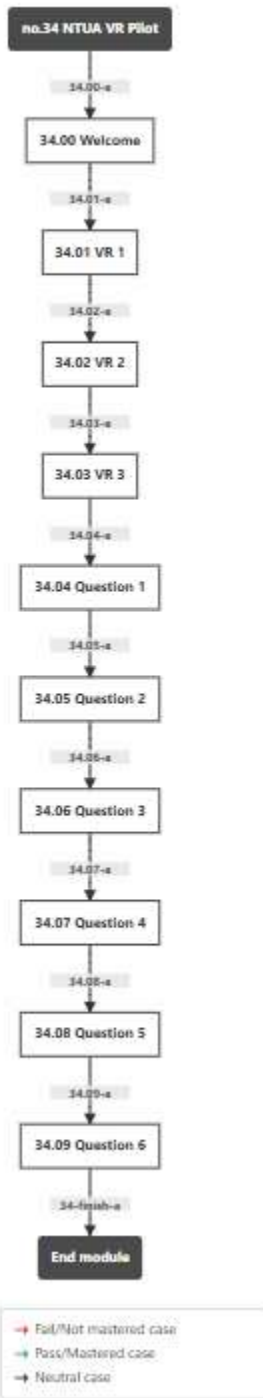 no.34 NTUA VR Pilot
34.00-a
34.00 Welcome
34.01-a
34.01 VR 1
34.02-a
34.02 VR 2
34.03-a
34.03 VR 3
34.04-a
34.04 Question 1
34.05-a
34.05 Question 2
34.06-a
34.06 Question 3
34.07-a
34.07 Question 4
34.08-a
34.08 Question 5
34.09-a
34.09 Question 6
34-finish-a
End module
Fail/Not mastered case
Pass/Mastered case
Neutral case